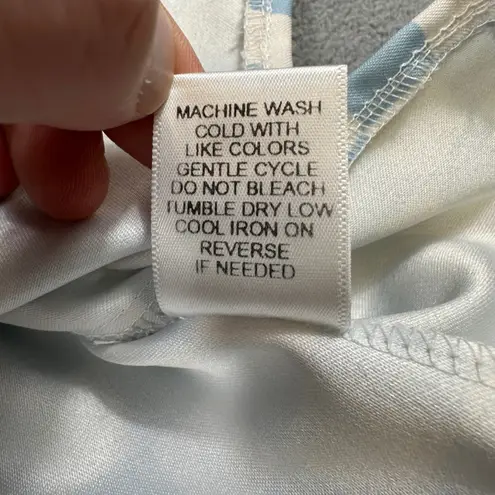 MACHINE WASH
COLD WITH
LIKE COLORS
GENTLE CYCLE
DO NOT BLEACH
TUMBLE DRY LOW
COOL IRON ON
REVERSE
IF NEEDED